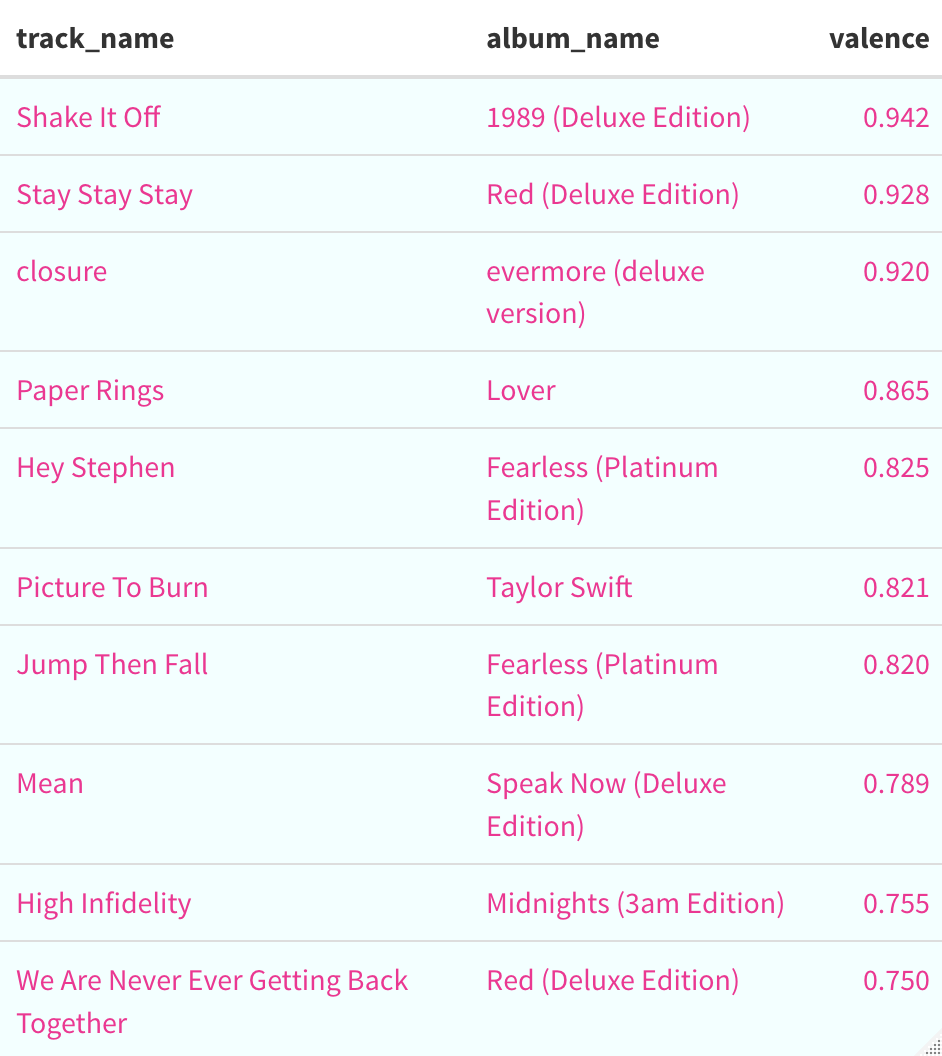 track_name album_name valence
Shake It Off 1989 (Deluxe Edition) 0.942
Stay Stay Stay Red (Deluxe Edition) 0.928
closure evermore (deluxe 0.920
version)
Paper Rings Lover 0.865
Hey Stephen Fearless (Platinum 0.825
Edition)
Picture To Burn Taylor Swift 0.821
Jump Then Fall Fearless (Platinum 0.820
Edition)
Mean Speak Now (Deluxe 0.789
Edition)
High Infidelity Midnights (3am Edition) 0.755
We Are Never Ever Getting Back Red (Deluxe Edition) 0.750
Together